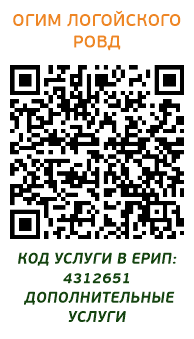 ОГИМ ЛОГОЙСКОГО
РОВД
КОД УСЛУГИ В ЕРИП:
4312651
ДОПОЛНИТЕЛЬНЫЕ
УСЛУГИ